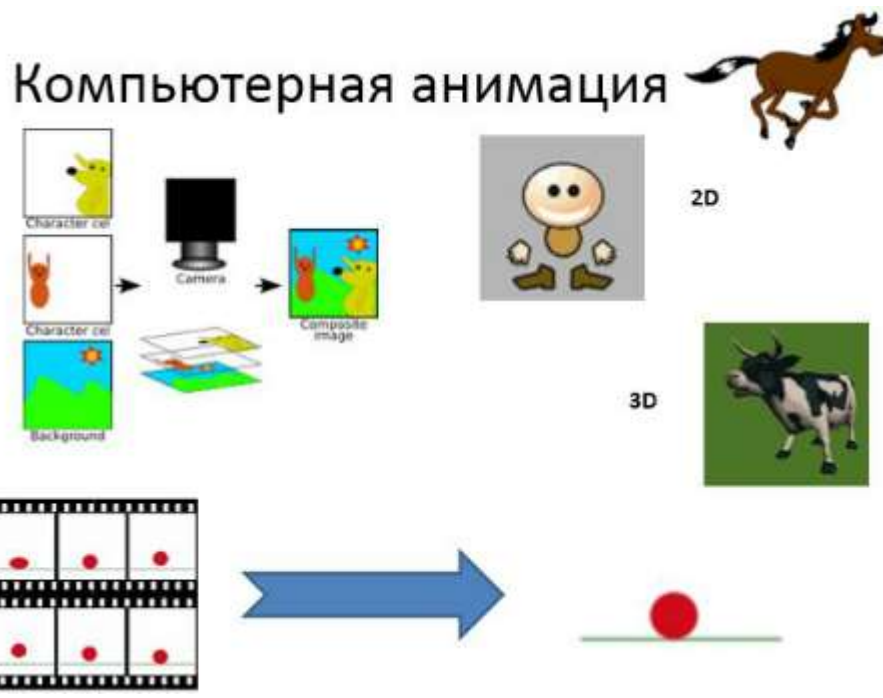 Компьютерная анимация
Character cel
Character cel
Background
Camera
Composite
image
2D
3D